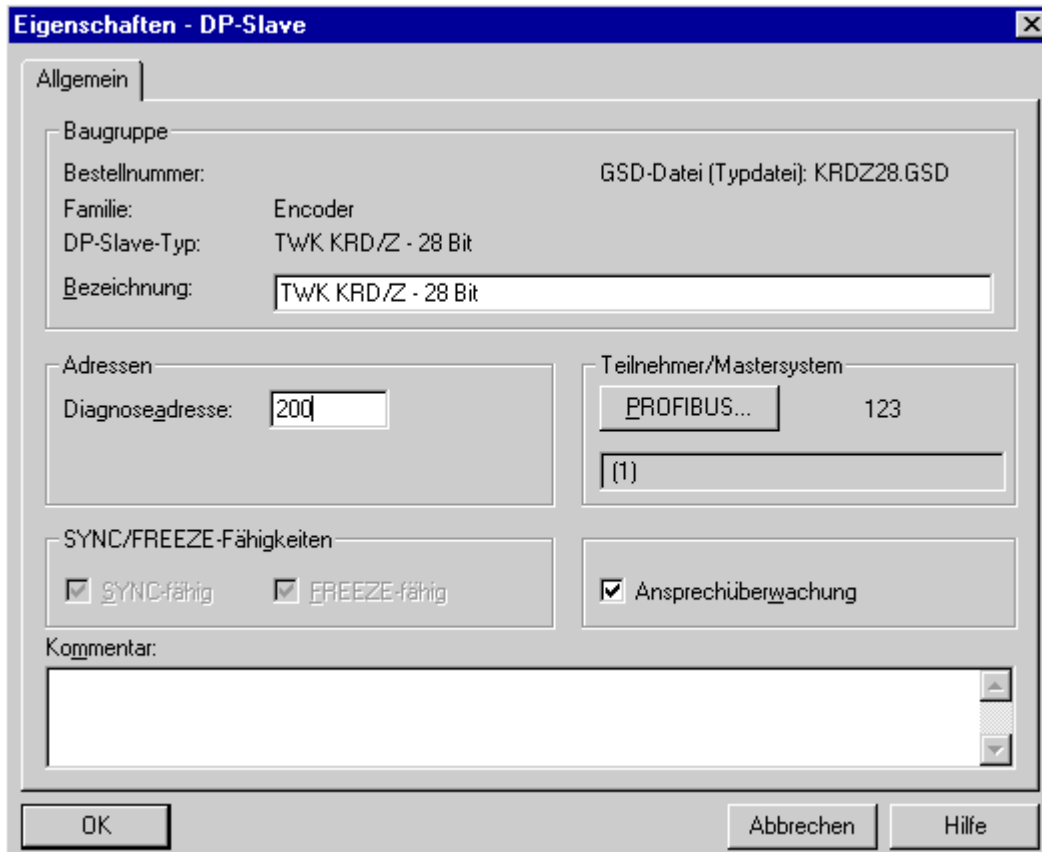 Eigenschaften - DP-Slave
Allgemein
Baugruppe
Bestellnummer: GSD-Datei (Typdatei): KRDZ28.GSD
Familie: Encoder
DP-Slave-Typ: TWK KRD/Z - 28 Bit
Bezeichnung: TWK KRD/Z - 28 Bit
Adressen
Diagnoseadresse: 200
Teilnehmer/Mastersystem
PROFIBUS... 123
(1)
SYNC/FREEZE-Fähigkeiten
SYNC-fähig FREEZE-fähig
Ansprechüberwachung
Kommentar:
OK Abbrechen Hilfe